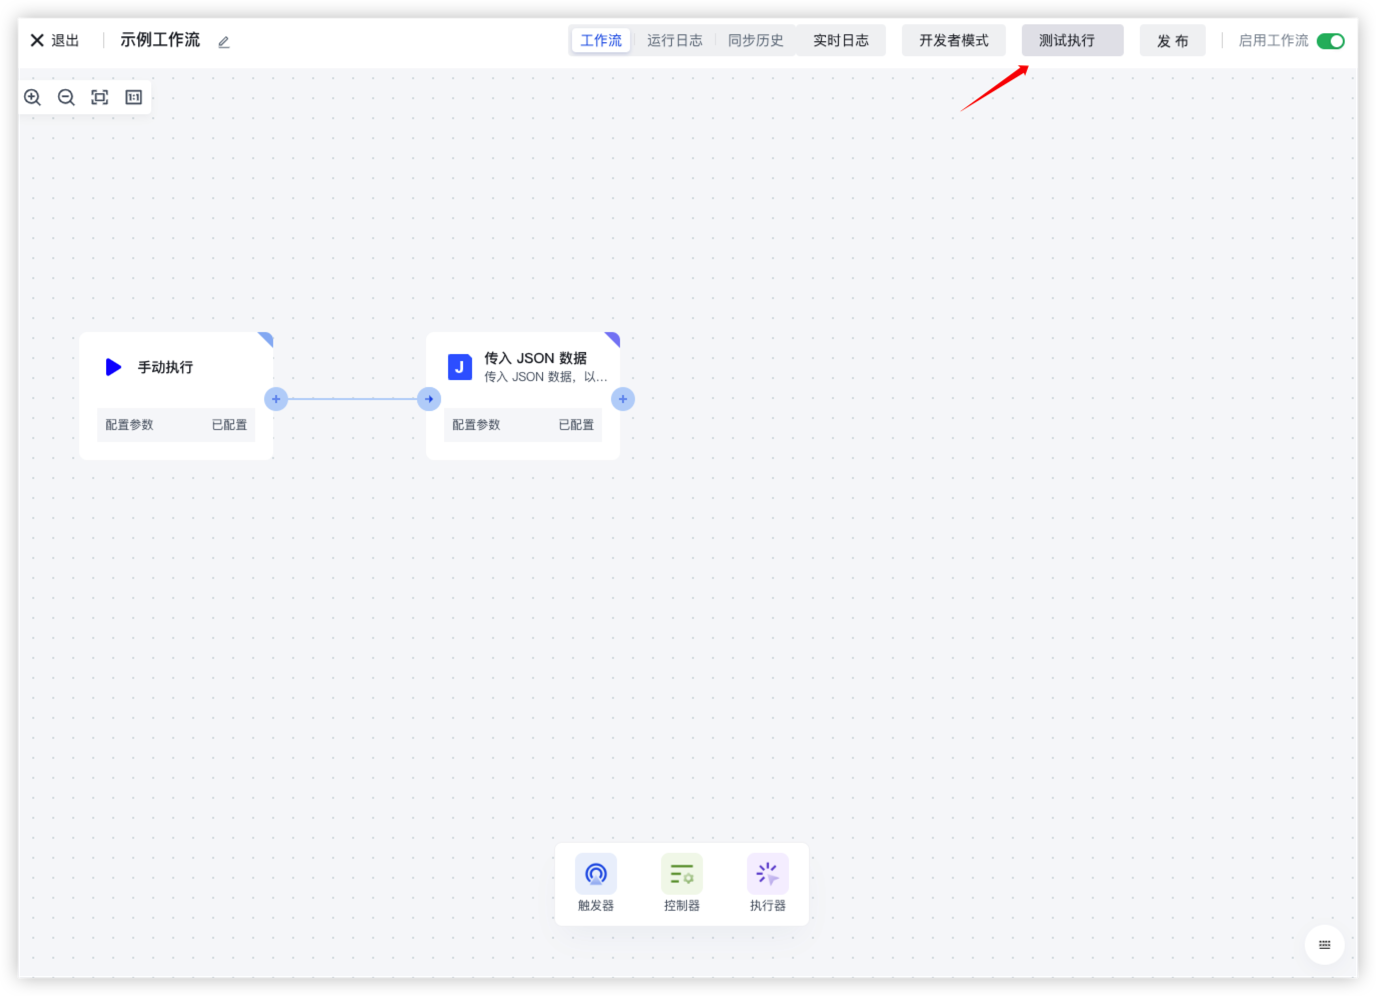 退出
示例工作流
工作流
运行日志
同步历史
实时日志
开发者模式
测试执行
发 布
启用工作流
1:1
手动执行
配置参数
已配置
J
传入 JSON 数据
传入 JSON 数据，以...
配置参数
已配置
触发器
控制器
执行器